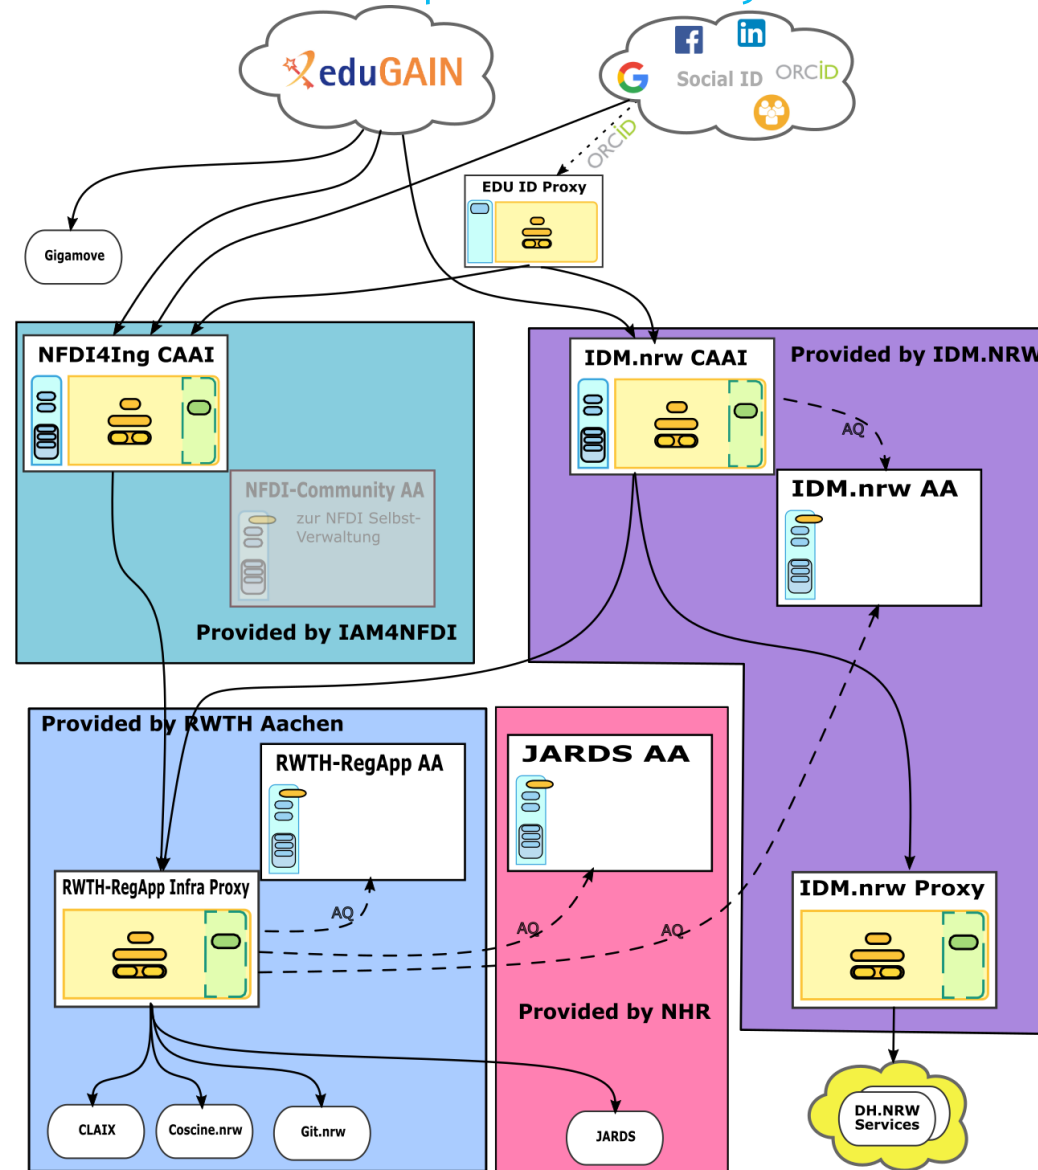 eduGAIN
in
Social ID
ORCiD
ORCiD
EDU ID Proxy
Gigamove
NFDI4Ing CAAI
IDM.nrw CAAI
Provided by IDM.NRW
AQ
NFDI-Community AA
zur NFDI Selbst-
Verwaltung
IDM.nrw AA
Provided by IAM4NFDI
Provided by RWTH Aachen
RWTH-RegApp AA
JARDS AA
RWTH-RegApp Infra Proxy
IDM.nrw Proxy
AQ
AQ
AQ
Provided by NHR
CLAIX
Coscine.nrw
Git.nrw
JARDS
DH.NRW
Services